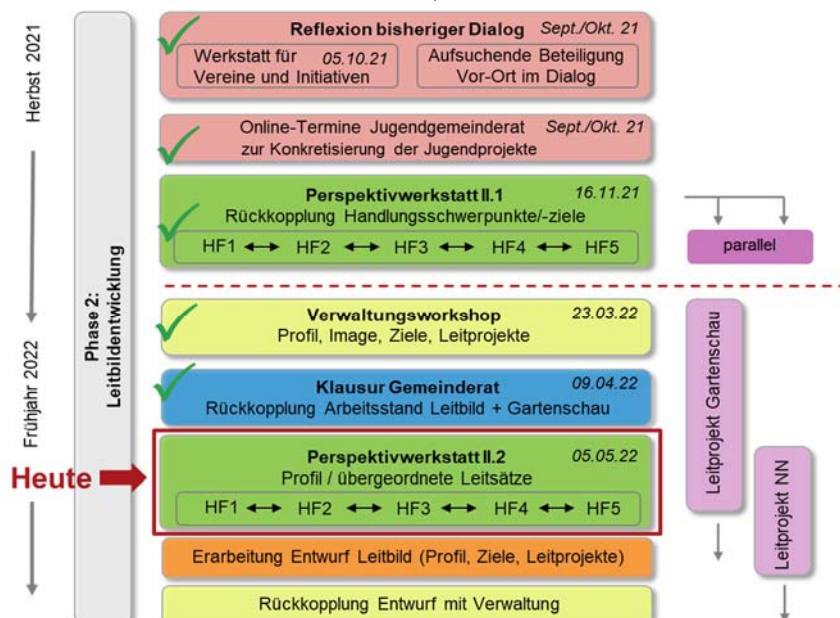 Herbst 2021
Frühjahr 2022
Heute
Phase 2:
Leitbildentwicklung
Reflexion bisheriger Dialog Sept./Okt. 21
Werkstatt für 05.10.21
Vereine und Initiativen
Aufsuchende Beteiligung
Vor-Ort im Dialog
Online-Termine Jugendgemeinderat Sept./Okt. 21
zur Konkretisierung der Jugendprojekte
Perspektivwerkstatt II.1 16.11.21
Rückkopplung Handlungsschwerpunkte/-ziele
HF1 HF2 HF3 HF4 HF5
parallel
Verwaltungsworkshop 23.03.22
Profil, Image, Ziele, Leitprojekte
Klausur Gemeinderat 09.04.22
Rückkopplung Arbeitsstand Leitbild + Gartenschau
Perspektivwerkstatt II.2 05.05.22
Profil / übergeordnete Leitsätze
HF1 HF2 HF3 HF4 HF5
Erarbeitung Entwurf Leitbild (Profil, Ziele, Leitprojekte)
Rückkopplung Entwurf mit Verwaltung
Leitprojekt Gartenschau
Leitprojekt NN